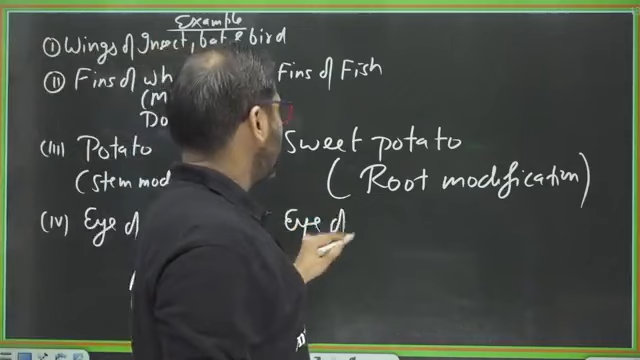 Example
(i) Wings of Insect, bat & bird
(ii) Fins of Wh Fins of Fish
(M
Do
(iii) Potato Sweet potato
(Stem mod (Root modification)
(iv) Eye of Eye of